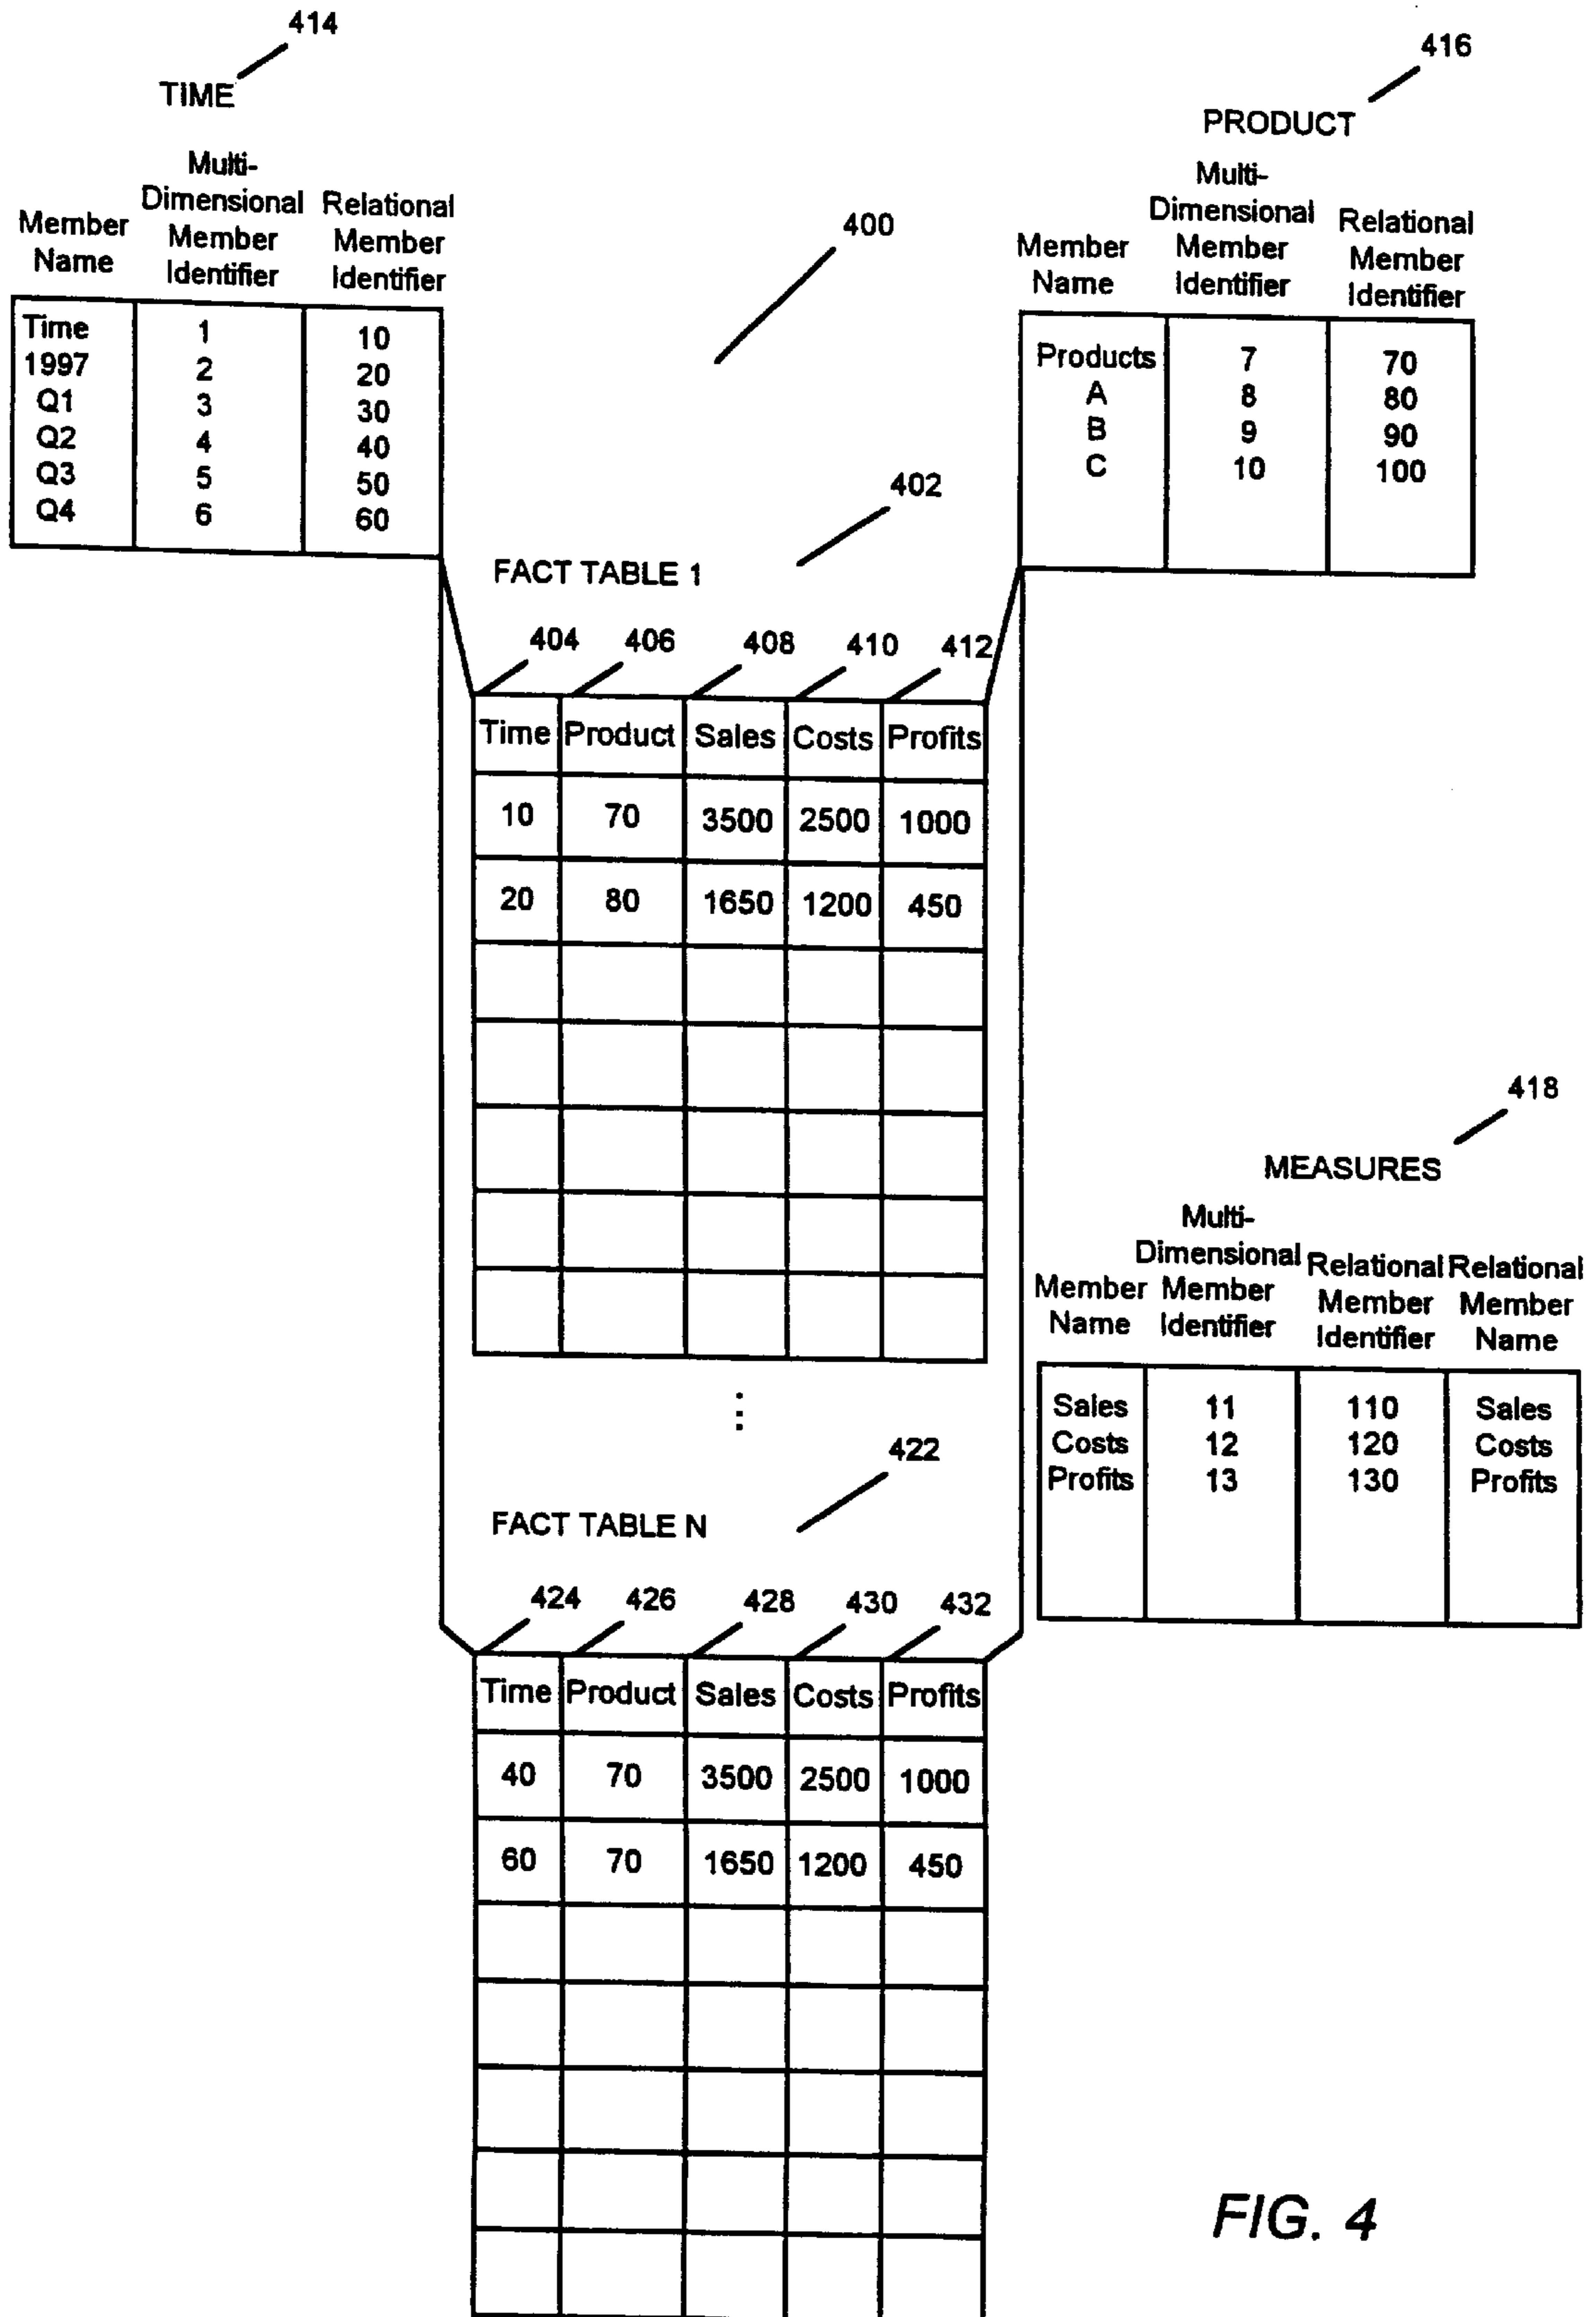 414
TIME
Multi-
Dimensional Relational
Member Member Member
Name Identifier Identifier
Time 1 10
1997 2 20
Q1 3 30
Q2 4 40
Q3 5 50
Q4 6 60
416
PRODUCT
Multi-
Dimensional Relational
Member Member Member
Name Identifier Identifier
Products 7 70
A 8 80
B 9 90
C 10 100
400
402
FACT TABLE 1
404 406 408 410 412
Time Product Sales Costs Profits
10 70 3500 2500 1000
20 80 1650 1200 450
⋮
418
MEASURES
Multi-
Dimensional Relational Relational
Member Member Member Member
Name Identifier Identifier Name
Sales 11 110 Sales
Costs 12 120 Costs
Profits 13 130 Profits
422
FACT TABLE N
424 426 428 430 432
Time Product Sales Costs Profits
40 70 3500 2500 1000
60 70 1650 1200 450
FIG. 4